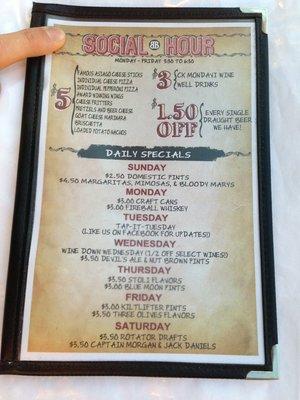 SOCIAL BB HOUR
MONDAY - FRIDAY 3:30 TO 6:30
$5
FAMOUS ASIAGO CHEESE STICKS
INDIVIDUAL CHEESE PIZZA
INDIVIDUAL PEPPERONI PIZZA
AWARD WINNING WINGS
CHEESE FRITTERS
PRETZELS AND BEER CHEESE
GOAT CHEESE MARINARA
BRUSCHETTA
LOADED POTATO NACHOS
$3
CK MONDAVI WINE
WELL DRINKS
$1.50
OFF
EVERY SINGLE
DRAUGHT BEER
WE HAVE!
DAILY SPECIALS
SUNDAY
$2.50 DOMESTIC PINTS
$4.50 MARGARITAS, MIMOSAS, & BLOODY MARYS
MONDAY
$3.00 CRAFT CANS
$3.00 FIREBALL WHISKEY
TUESDAY
TAP-IT-TUESDAY
(LIKE US ON FACEBOOK FOR UPDATES!)
WEDNESDAY
WINE DOWN WEDNESDAY (1/2 OFF SELECT WINES!)
$3.50 DEVIL'S ALE & NUT BROWN PINTS
THURSDAY
$3.50 STOLI FLAVORS
$3.00 BLUE MOON PINTS
FRIDAY
$3.00 KILTLIFTER PINTS
$3.50 THREE OLIVES FLAVORS
SATURDAY
$3.50 ROTATOR DRAFTS
$3.50 CAPTAIN MORGAN & JACK DANIELS